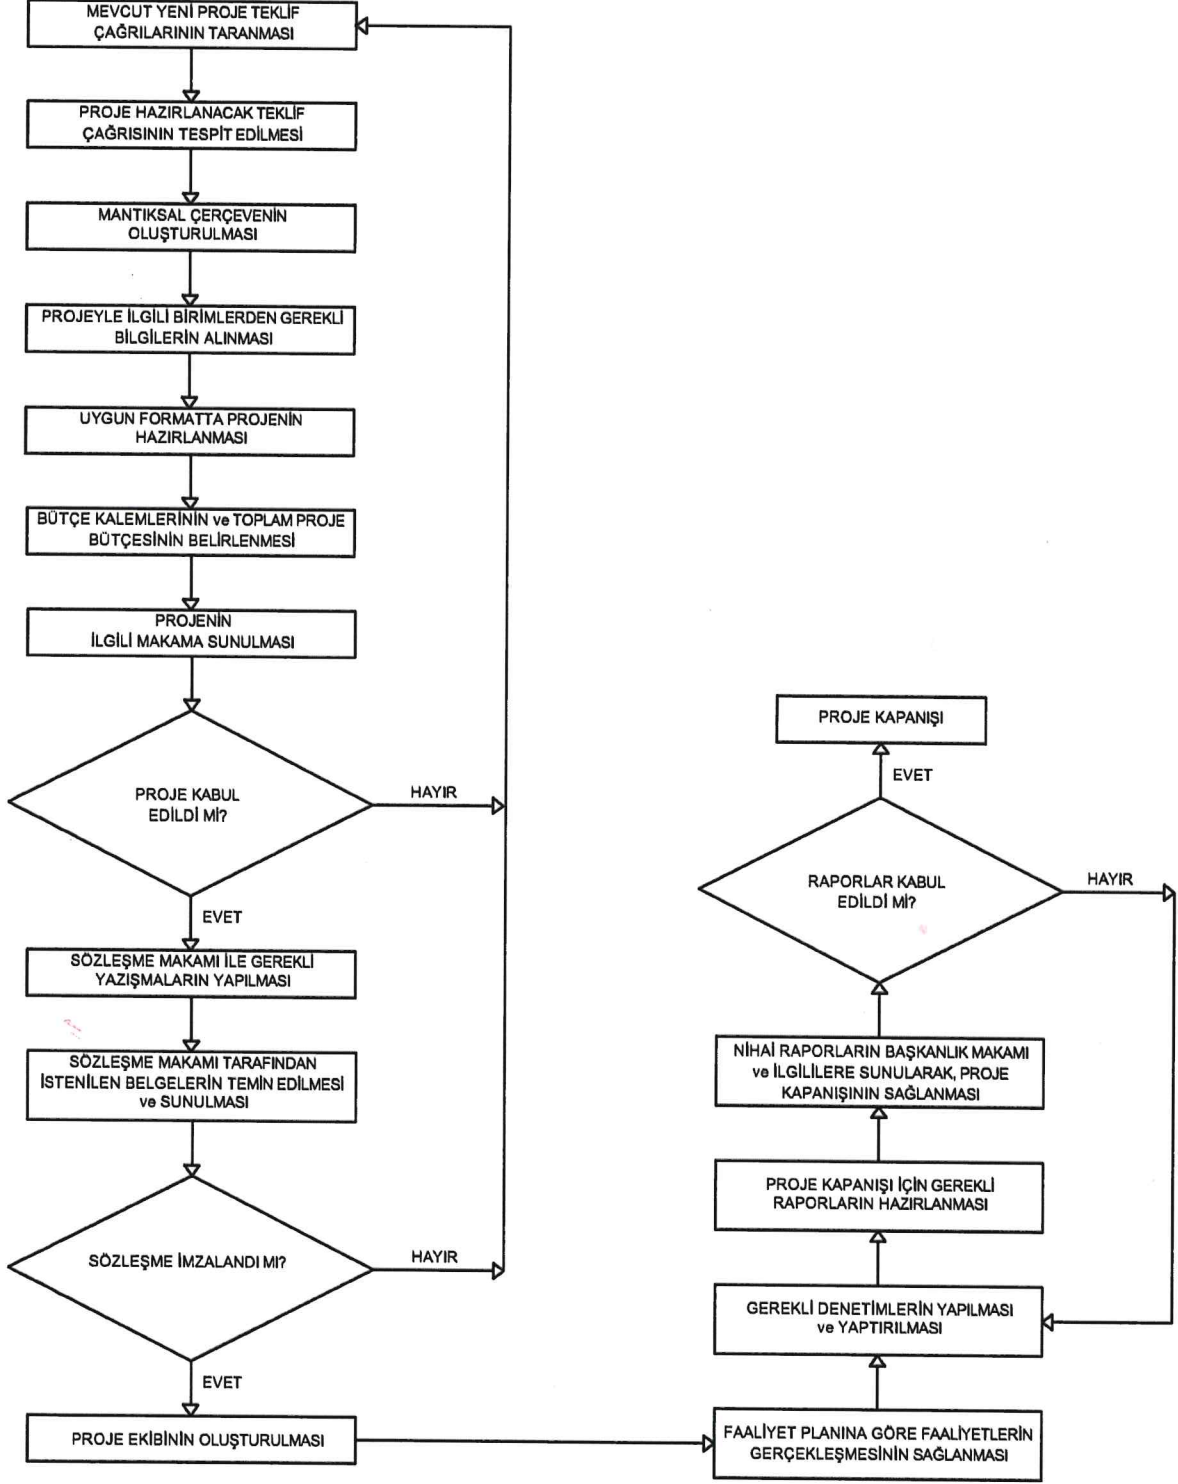 MEVCUT YENİ PROJE TEKLİF
ÇAĞRILARININ TARANMASI
PROJE HAZIRLANACAK TEKLİF
ÇAĞRISININ TESPİT EDİLMESİ
MANTIKSAL ÇERÇEVENİN
OLUŞTURULMASI
PROJEYLE İLGİLİ BİRİMLERDEN GEREKLİ
BİLGİLERİN ALINMASI
UYGUN FORMATTA PROJENİN
HAZIRLANMASI
BÜTÇE KALEMLERİNİN ve TOPLAM PROJE
BÜTÇESİNİN BELİRLENMESİ
PROJENİN
İLGİLİ MAKAMA SUNULMASI
PROJE KABUL
EDİLDİ Mİ?
HAYIR
EVET
SÖZLEŞME MAKAMI İLE GEREKLİ
YAZIŞMALARIN YAPILMASI
SÖZLEŞME MAKAMI TARAFINDAN
İSTENİLEN BELGELERİN TEMİN EDİLMESİ
ve SUNULMASI
SÖZLEŞME İMZALANDI MI?
HAYIR
EVET
PROJE EKİBİNİN OLUŞTURULMASI
FAALİYET PLANINA GÖRE FAALİYETLERİN
GERÇEKLEŞMESİNİN SAĞLANMASI
GEREKLİ DENETİMLERİN YAPILMASI
ve YAPTIRILMASI
PROJE KAPANIŞI İÇİN GEREKLİ
RAPORLARIN HAZIRLANMASI
NİHAİ RAPORLARIN BAŞKANLIK MAKAMI
ve İLGİLİLERE SUNULARAK, PROJE
KAPANIŞININ SAĞLANMASI
RAPORLAR KABUL
EDİLDİ Mİ?
HAYIR
EVET
PROJE KAPANIŞI